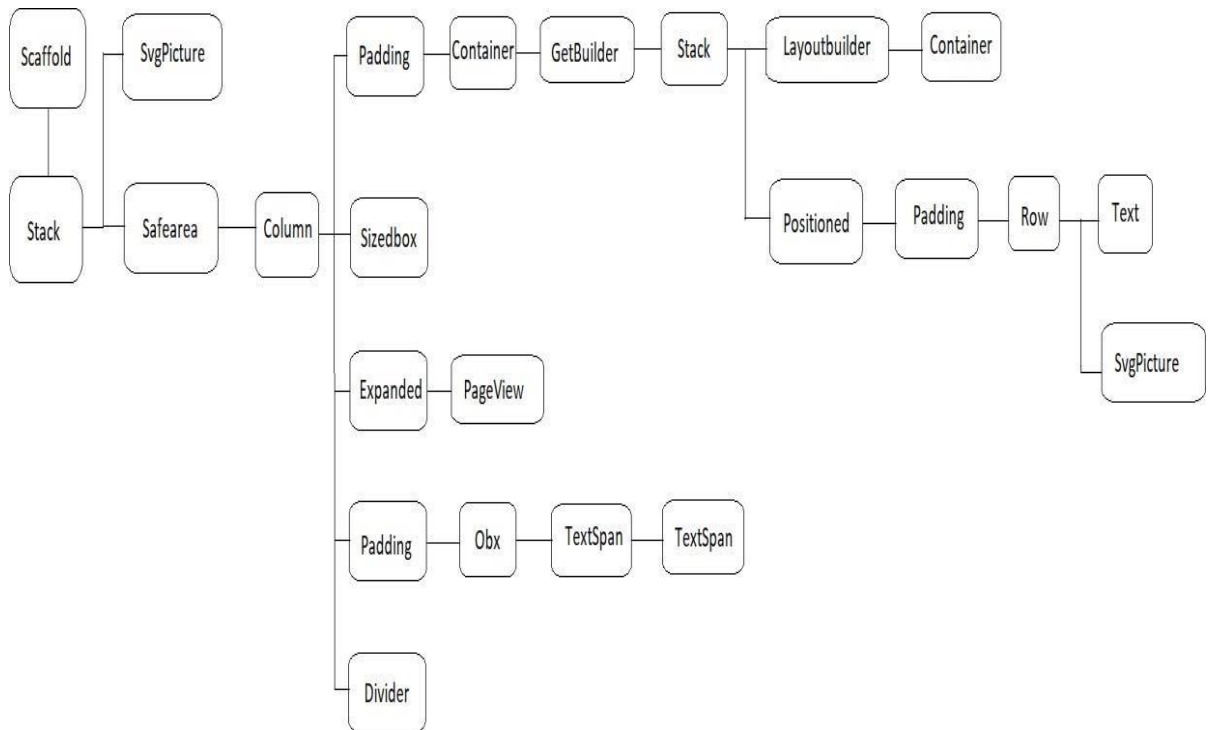 Scaffold
SvgPicture
Padding
Container
GetBuilder
Stack
Layoutbuilder
Container
Stack
Safearea
Column
Sizedbox
Positioned
Padding
Row
Text
Expanded
PageView
SvgPicture
Padding
Obx
TextSpan
TextSpan
Divider